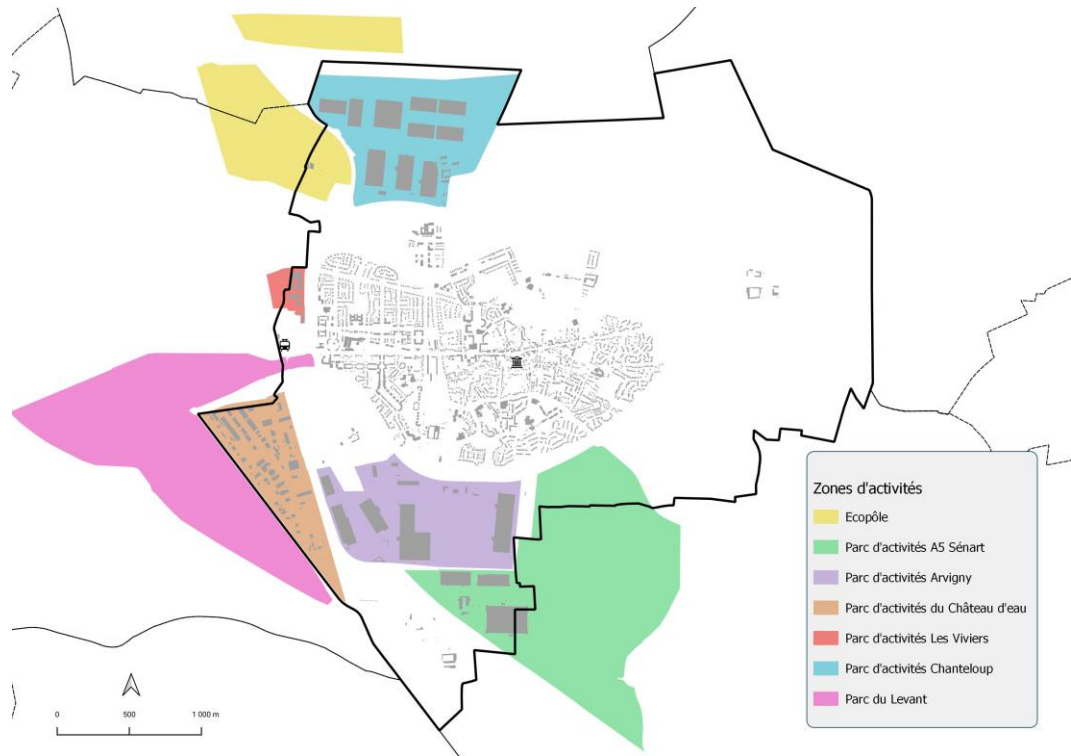 Zones d'activités
Ecopôle
Parc d'activités A5 Sénart
Parc d'activités Arvigny
Parc d'activités du Château d'eau
Parc d'activités Les Viviers
Parc d'activités Chanteloup
Parc du Levant
0 500 1 000 m